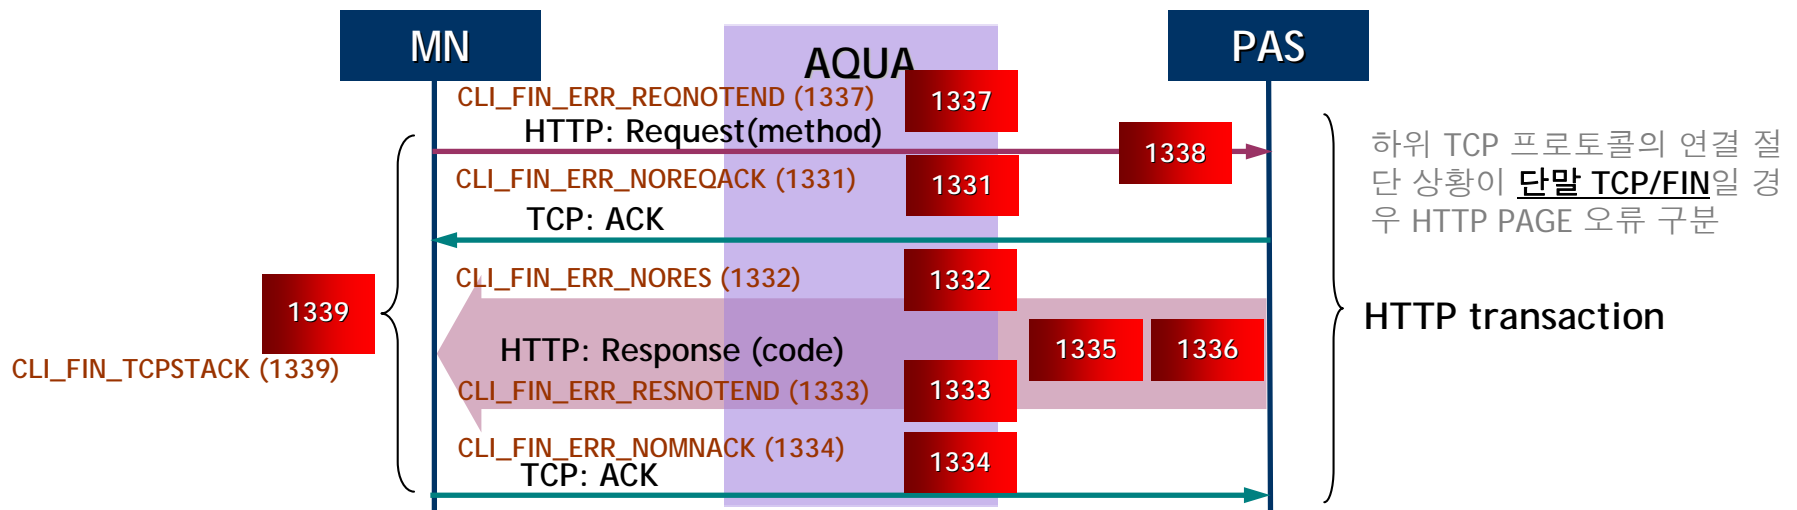 MN
AQUA
PAS
CLI_FIN_ERR_REQNOTEND (1337)
1337
HTTP: Request(method)
1338
하위 TCP 프로토콜의 연결 절
단 상황이 단말 TCP/FIN일 경
우 HTTP PAGE 오류 구분
CLI_FIN_ERR_NOREQACK (1331)
1331
TCP: ACK
CLI_FIN_ERR_NORES (1332)
1332
1339
HTTP transaction
HTTP: Response (code)
1335
1336
CLI_FIN_TCPSTACK (1339)
CLI_FIN_ERR_RESNOTEND (1333)
1333
CLI_FIN_ERR_NOMNACK (1334)
1334
TCP: ACK